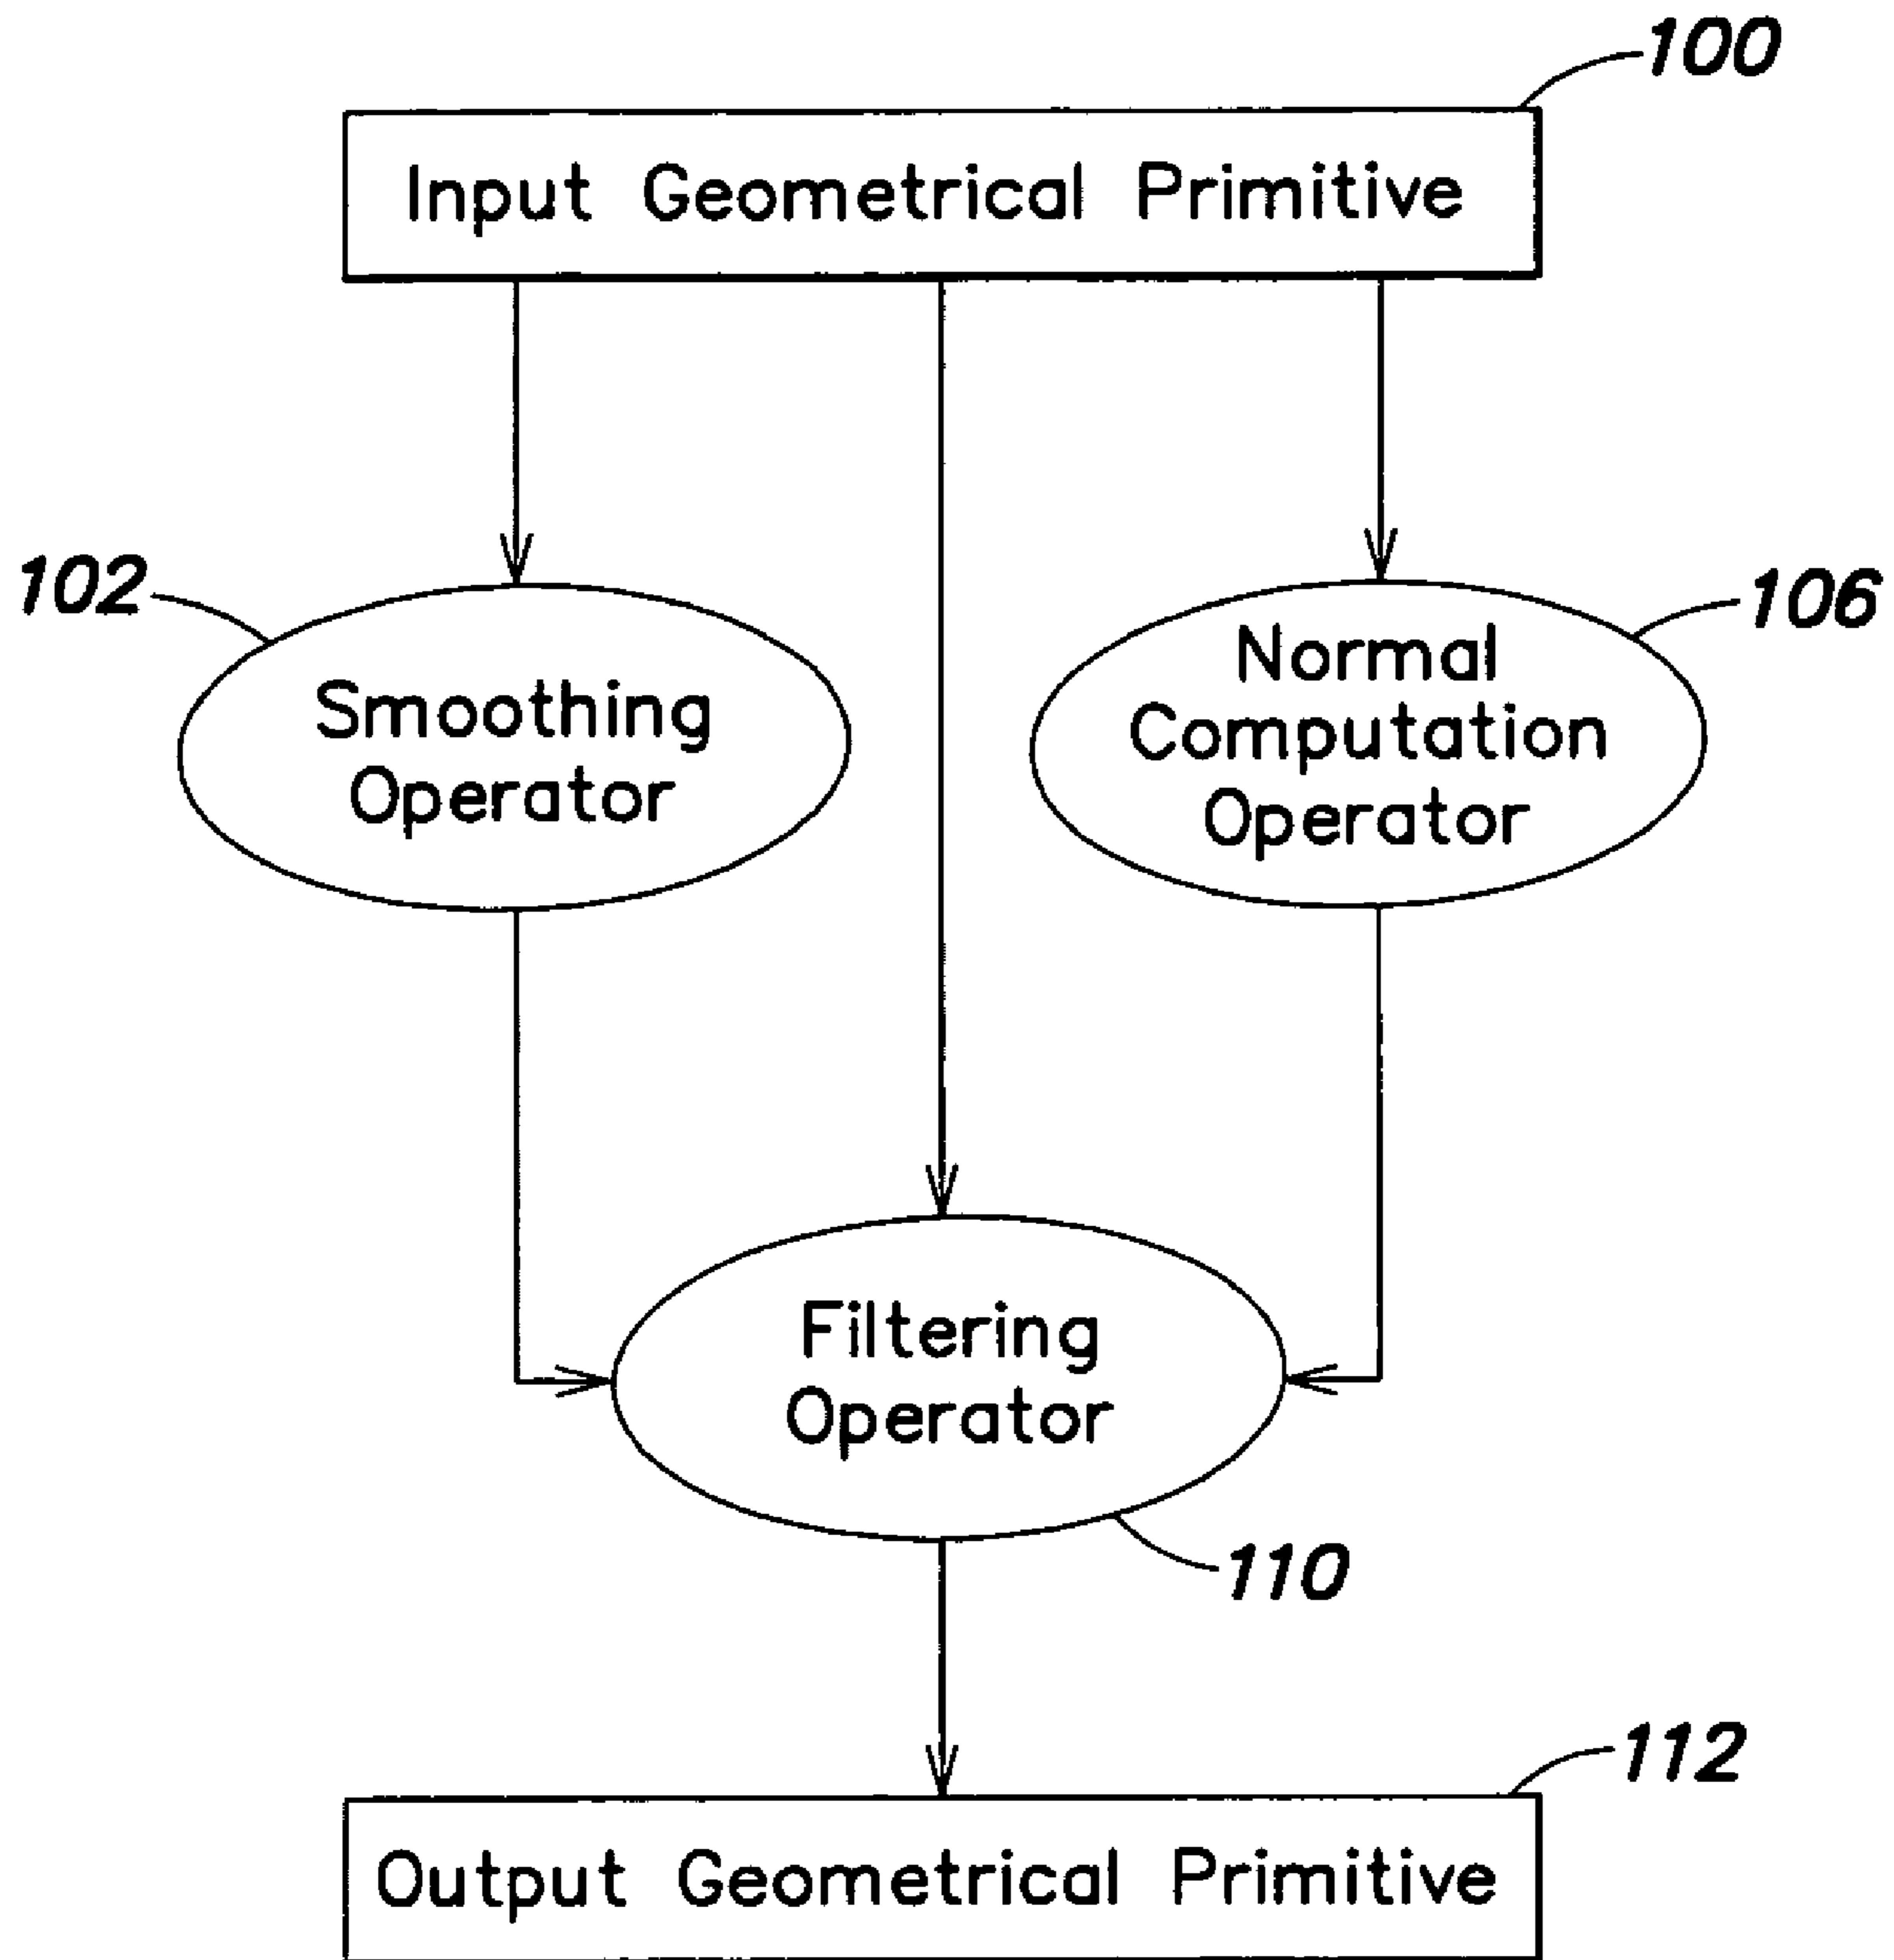 100
Input Geometrical Primitive
102
Smoothing
Operator
106
Normal
Computation
Operator
Filtering
Operator
110
112
Output Geometrical Primitive